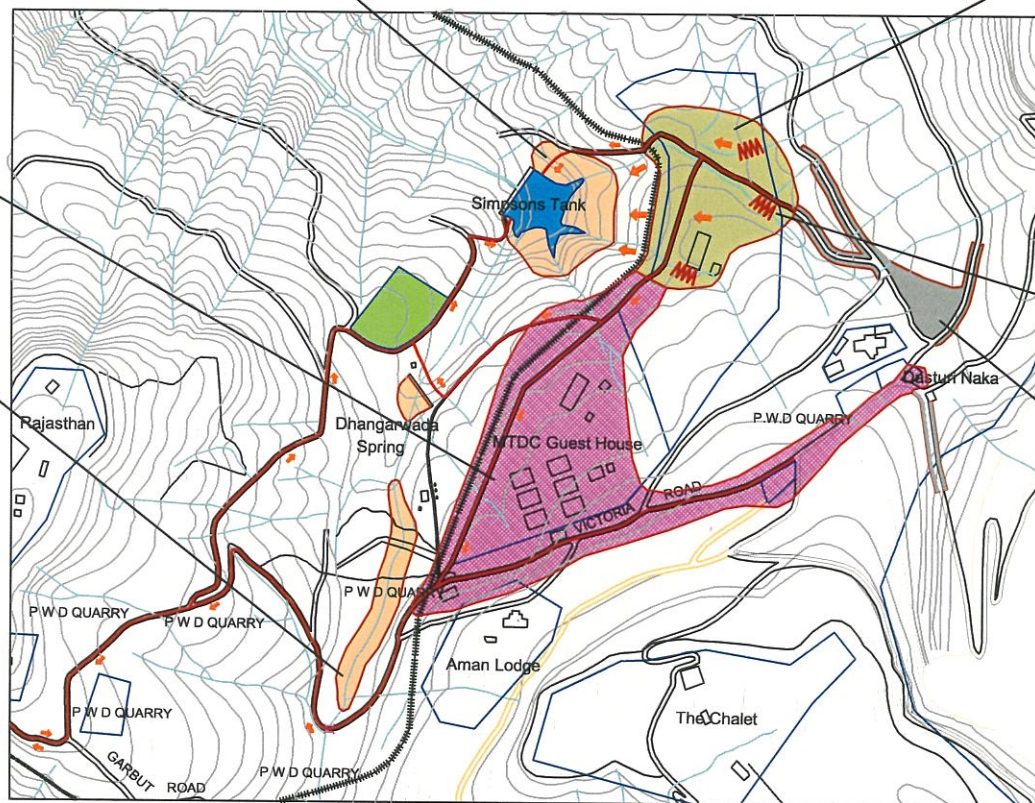 Simpsons Tank
Qasturi Naka
P.W.D QUARRY
Rajasthan
Dhangarwada
Spring
MTDC Guest House
VICTORIA ROAD
P W D QUARRY
P W D QUARRY
P W D QUARRY
Aman Lodge
P W D QUARRY
The Chalet
GARBUT ROAD
P W D QUARRY